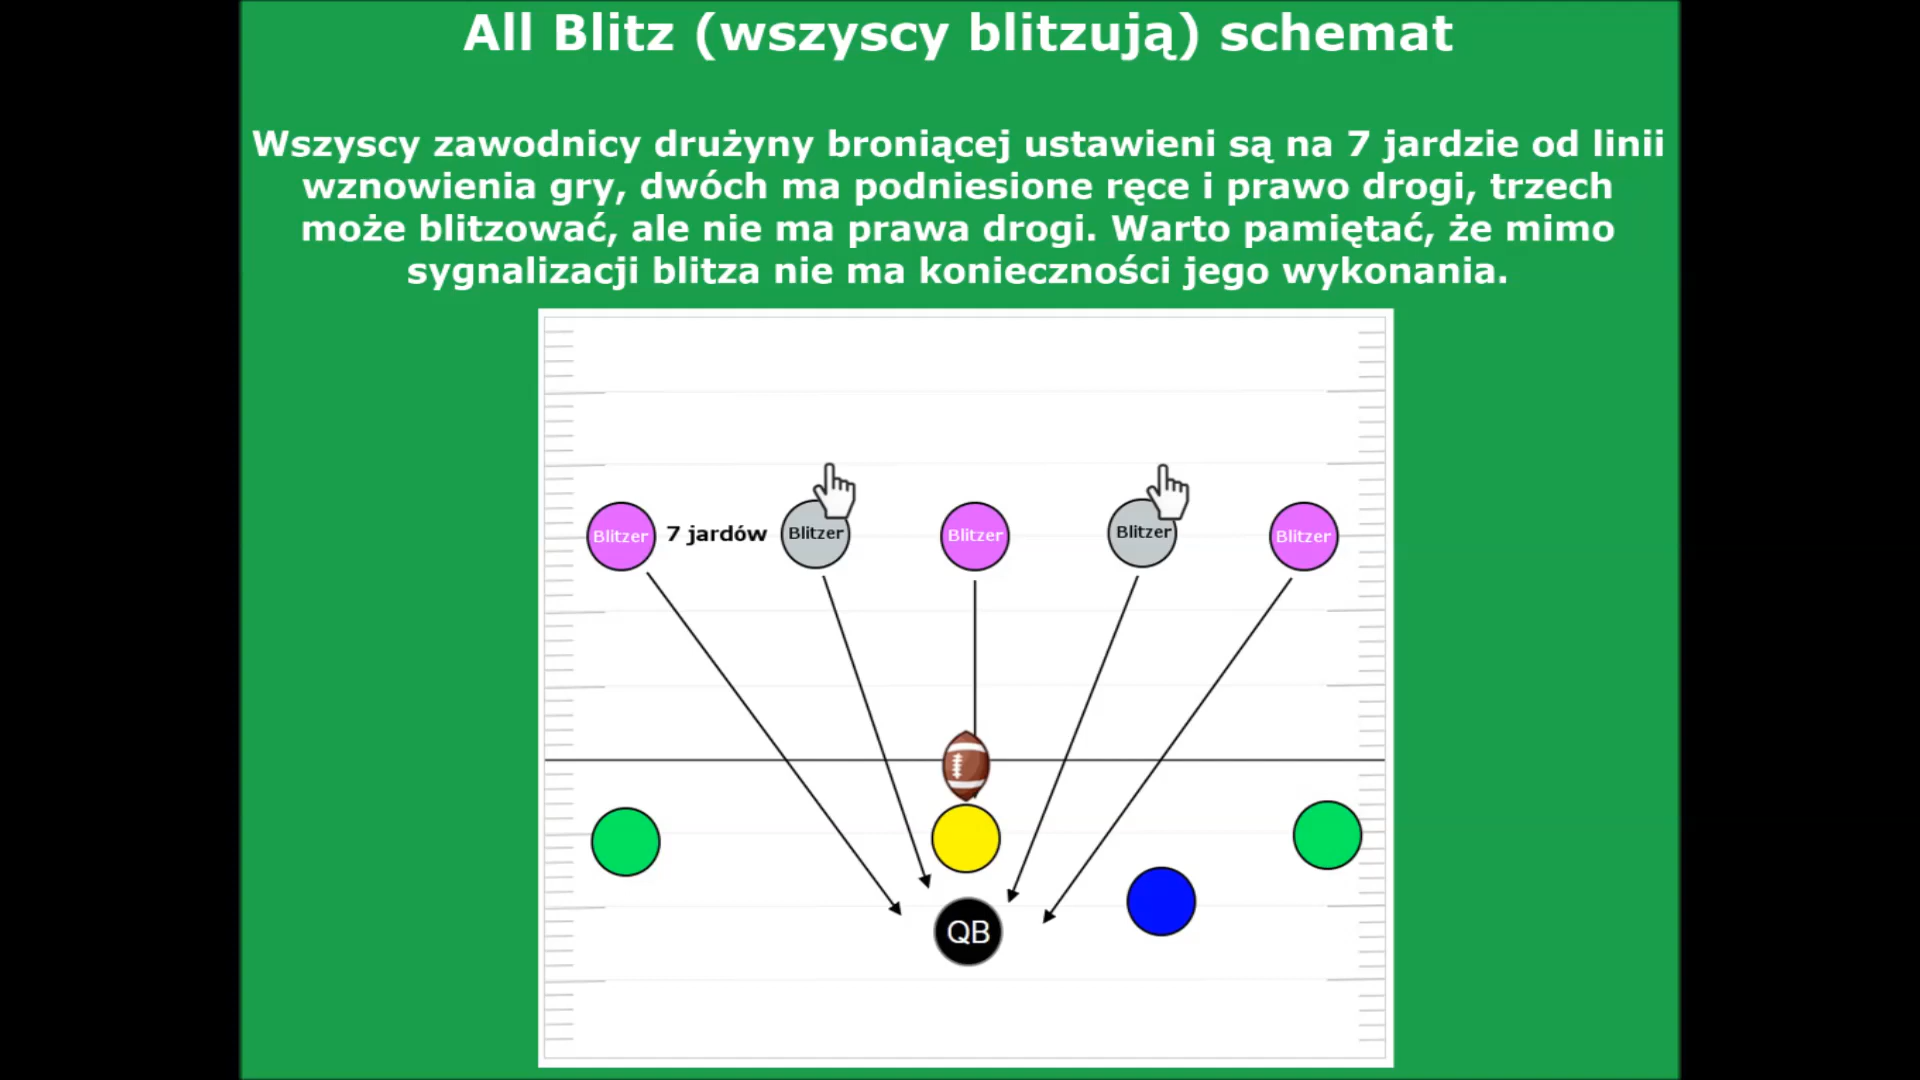 All Blitz (wszyscy blitzują) schemat
Wszyscy zawodnicy drużyny broniącej ustawieni są na 7 jardzie od linii
wznowienia gry, dwóch ma podniesione ręce i prawo drogi, trzech
może blitzować, ale nie ma prawa drogi. Warto pamiętać, że mimo
sygnalizacji blitza nie ma konieczności jego wykonania.
Blitzer
7 jardów
Blitzer
Blitzer
Blitzer
Blitzer
QB